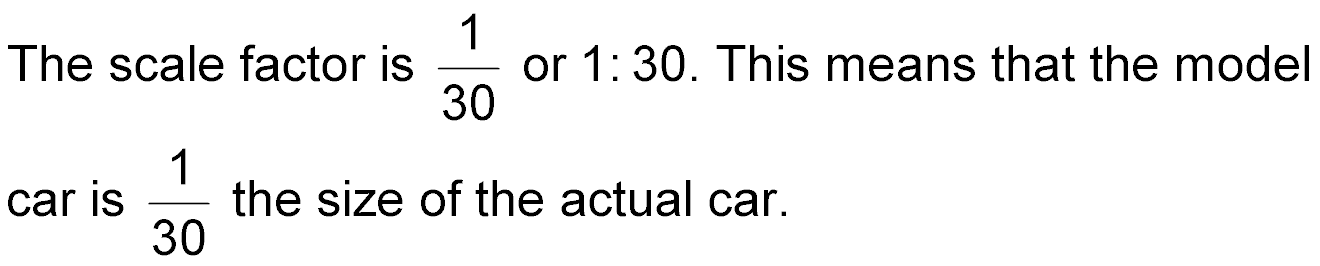 The scale factor is 1/30 or 1: 30. This means that the model
car is 1/30 the size of the actual car.